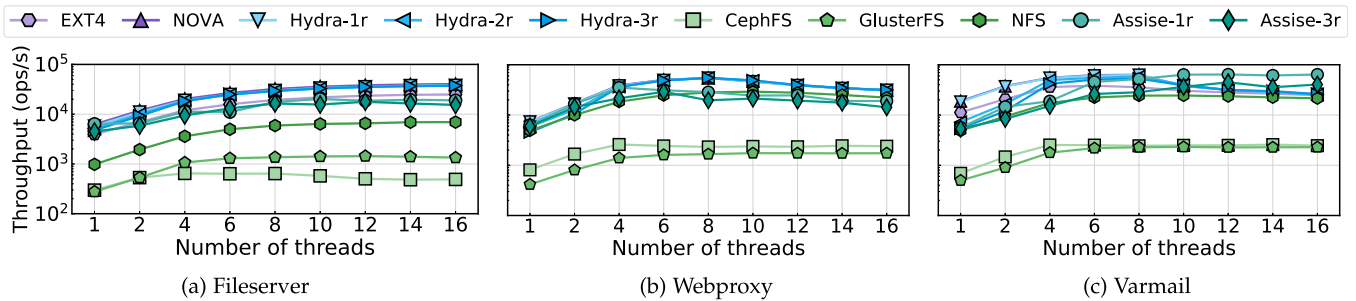 EXT4 NOVA Hydra-1r Hydra-2r Hydra-3r CephFS GlusterFS NFS Assise-1r Assise-3r
Throughput (ops/s)
10^5
10^4
10^3
10^2
1 2 4 6 8 10 12 14 16
Number of threads
(a) Fileserver
1 2 4 6 8 10 12 14 16
Number of threads
(b) Webproxy
1 2 4 6 8 10 12 14 16
Number of threads
(c) Varmail